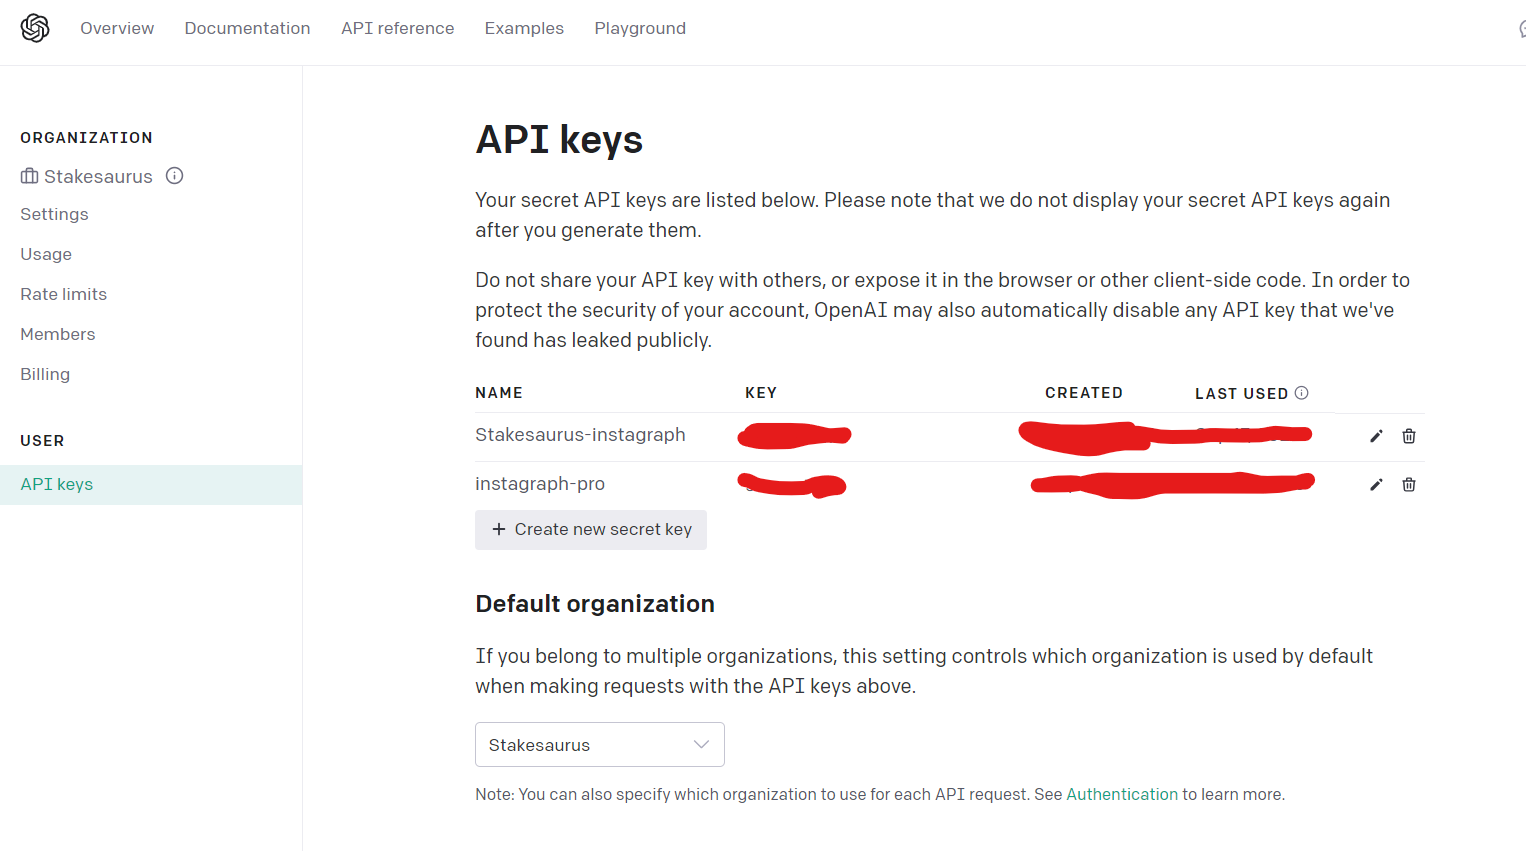 Overview Documentation API reference Examples Playground
ORGANIZATION
Stakesaurus
Settings
Usage
Rate limits
Members
Billing
USER
API keys
API keys
Your secret API keys are listed below. Please note that we do not display your secret API keys again
after you generate them.
Do not share your API key with others, or expose it in the browser or other client-side code. In order to
protect the security of your account, OpenAI may also automatically disable any API key that we've
found has leaked publicly.
NAME KEY CREATED LAST USED
Stakesaurus-instagraph
instagraph-pro
+ Create new secret key
Default organization
If you belong to multiple organizations, this setting controls which organization is used by default
when making requests with the API keys above.
Stakesaurus
Note: You can also specify which organization to use for each API request. See Authentication to learn more.